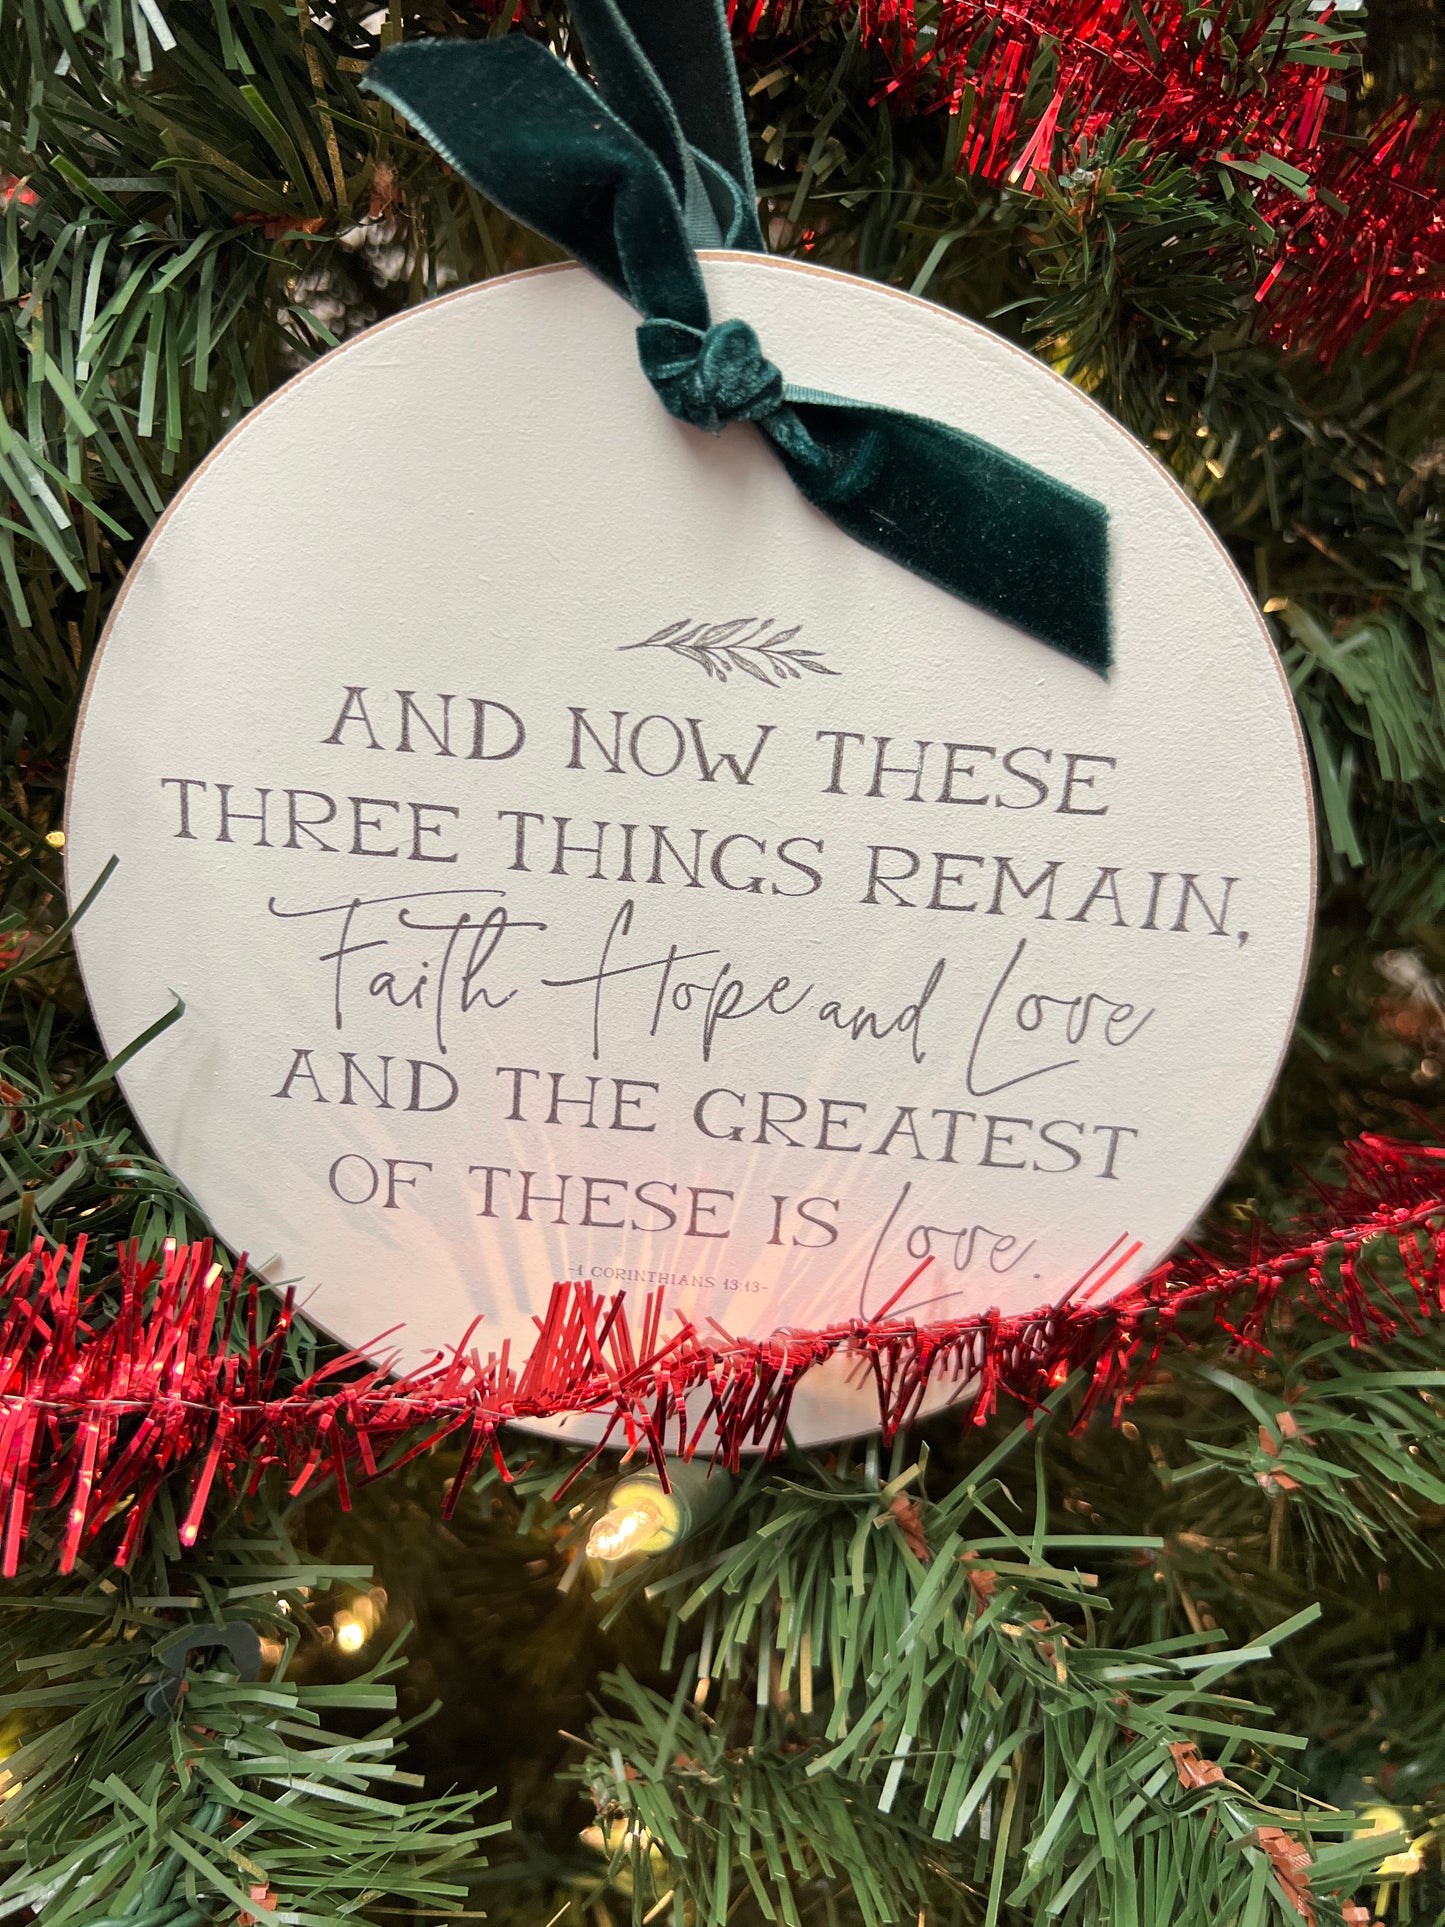 AND NOW THESE
THREE THINGS REMAIN,
Faith Hope and Love
AND THE GREATEST
OF THESE IS Love.
-1 CORINTHIANS 13:13-